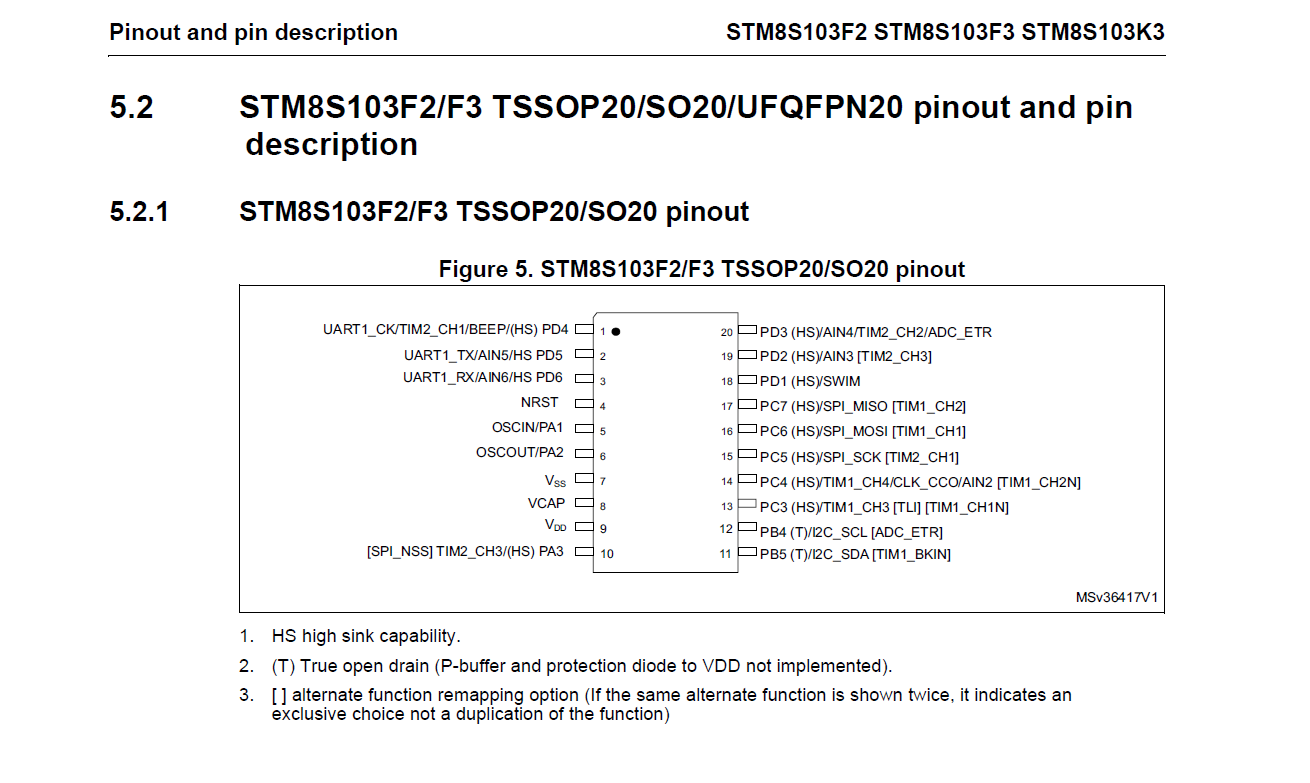 Pinout and pin description STM8S103F2 STM8S103F3 STM8S103K3
5.2 STM8S103F2/F3 TSSOP20/SO20/UFQFPN20 pinout and pin
description
5.2.1 STM8S103F2/F3 TSSOP20/SO20 pinout
Figure 5. STM8S103F2/F3 TSSOP20/SO20 pinout
UART1_CK/TIM2_CH1/BEEP/(HS) PD4 1 20 PD3 (HS)/AIN4/TIM2_CH2/ADC_ETR
UART1_TX/AIN5/HS PD5 2 19 PD2 (HS)/AIN3 [TIM2_CH3]
UART1_RX/AIN6/HS PD6 3 18 PD1 (HS)/SWIM
NRST 4 17 PC7 (HS)/SPI_MISO [TIM1_CH2]
OSCIN/PA1 5 16 PC6 (HS)/SPI_MOSI [TIM1_CH1]
OSCOUT/PA2 6 15 PC5 (HS)/SPI_SCK [TIM2_CH1]
VSS 7 14 PC4 (HS)/TIM1_CH4/CLK_CCO/AIN2 [TIM1_CH2N]
VCAP 8 13 PC3 (HS)/TIM1_CH3 [TLI] [TIM1_CH1N]
VDD 9 12 PB4 (T)/I2C_SCL [ADC_ETR]
[SPI_NSS] TIM2_CH3/(HS) PA3 10 11 PB5 (T)/I2C_SDA [TIM1_BKIN]
MSv36417V1
1. HS high sink capability.
2. (T) True open drain (P-buffer and protection diode to VDD not implemented).
3. [ ] alternate function remapping option (If the same alternate function is shown twice, it indicates an
exclusive choice not a duplication of the function)